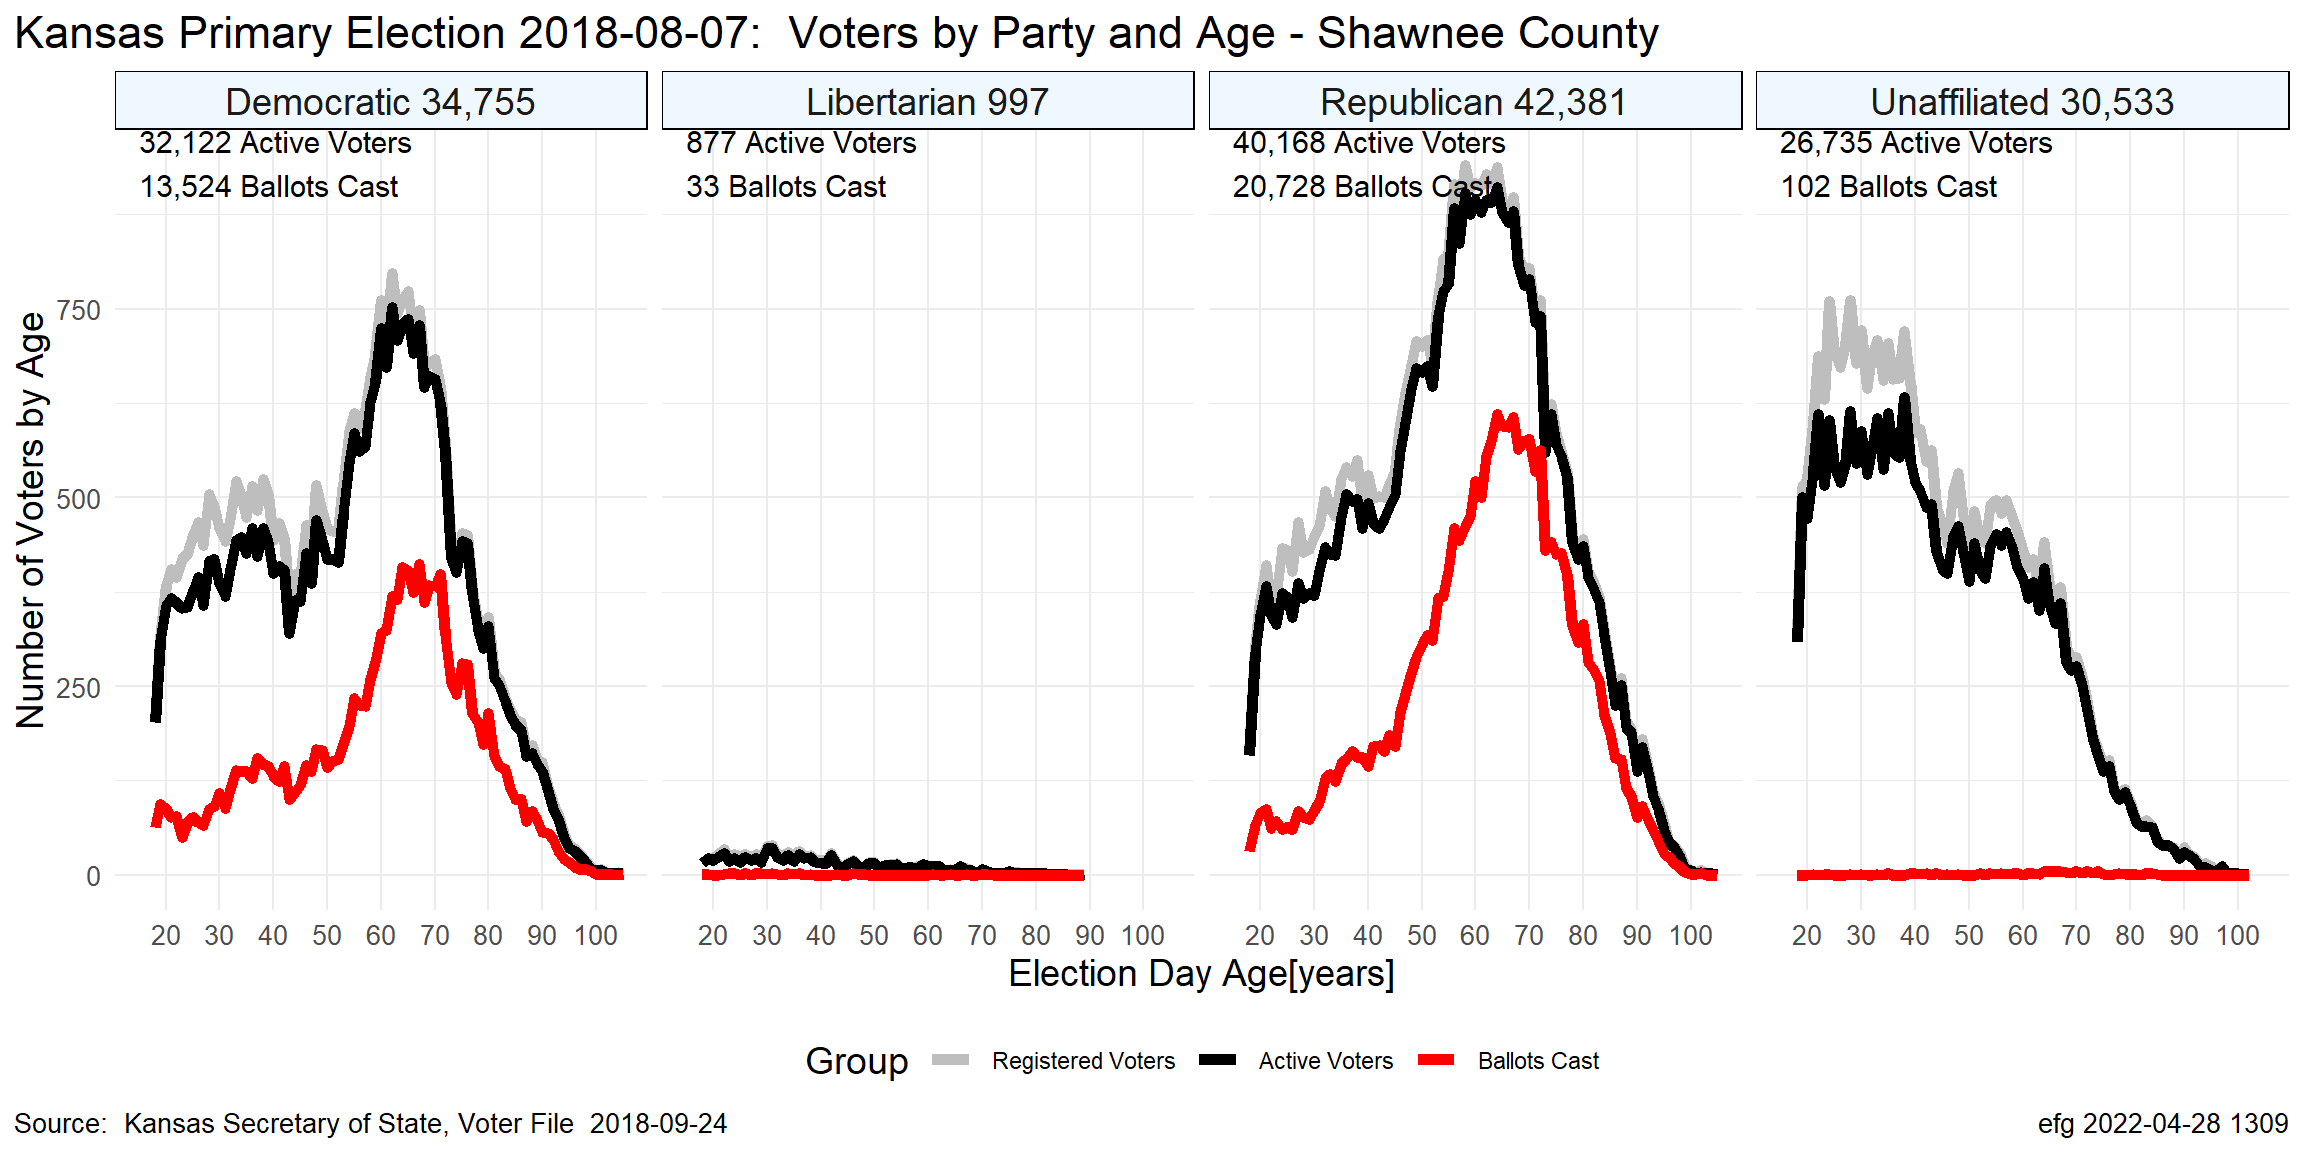 Kansas Primary Election 2018-08-07:  Voters by Party and Age - Shawnee County
Democratic 34,755
Libertarian 997
Republican 42,381
Unaffiliated 30,533
32,122 Active Voters
13,524 Ballots Cast
877 Active Voters
33 Ballots Cast
40,168 Active Voters
20,728 Ballots Cast
26,735 Active Voters
102 Ballots Cast
Number of Voters by Age
750
500
250
0
20 30 40 50 60 70 80 90 100
20 30 40 50 60 70 80 90 100
20 30 40 50 60 70 80 90 100
20 30 40 50 60 70 80 90 100
Election Day Age[years]
Group Registered Voters Active Voters Ballots Cast
Source:  Kansas Secretary of State, Voter File  2018-09-24
efg 2022-04-28 1309